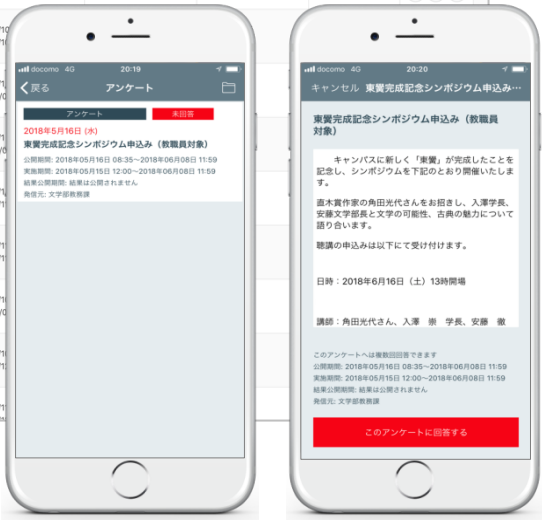 docomo 4G 20:19
戻る アンケート
アンケート 未回答
2018年5月16日 (水)
東黌完成記念シンポジウム申込み（教職員対象）
公開期間: 2018年05月16日 08:35～2018年06月08日 11:59
実施期間: 2018年05月15日 12:00～2018年06月08日 11:59
結果公開期間: 結果は公開されません
発信元: 文学部教務課
docomo 4G 20:20
キャンセル 東黌完成記念シンポジウム申込み…
東黌完成記念シンポジウム申込み（教職員
対象）
キャンパスに新しく「東黌」が完成したことを
記念し、シンポジウムを下記のとおり開催いたしま
す。
直木賞作家の角田光代さんをお招きし、入澤学長、
安藤文学部長と文学の可能性、古典の魅力について
語り合います。
聴講の申込みは以下にて受け付けます。
日時：2018年6月16日（土）13時開場
講師：角田光代さん、入澤 崇 学長、安藤 徹
このアンケートへは複数回回答できます
公開期間: 2018年05月16日 08:35～2018年06月08日 11:59
実施期間: 2018年05月15日 12:00～2018年06月08日 11:59
結果公開期間: 結果は公開されません
発信元: 文学部教務課
このアンケートに回答する